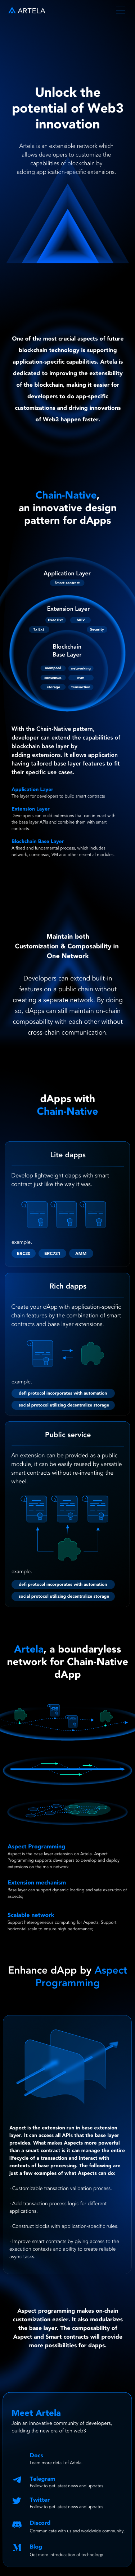 ARTELA
Unlock the
potential of Web3
innovation
Artela is an extensible network which
allows developers to customize the
capabilities of blockchain by
adding application-specific extensions.
One of the most crucial aspects of future
blockchain technology is supporting
application-specific capabilities. Artela is
dedicated to improving the extensibility
of the blockchain, making it easier for
developers to do app-specific
customizations and driving innovations
of Web3 happen faster.
Chain-Native,
an innovative design
pattern for dApps
Application Layer
Smart contract
Extension Layer
Exec Ext
MEV
Tx Ext
Security
Blockchain
Base Layer
mempool
networking
consensus
evm
storage
transaction
With the Chain-Native pattern,
developer can extend the capabilities of
blockchain base layer by
adding extensions. It allows application
having tailored base layer features to fit
their specific use cases.
Application Layer
The layer for developers to build smart contracts
Extension Layer
Developers can build extensions that can interact with
the base layer APIs and combine them with smart
contracts.
Blockchain Base Layer
A fixed and fundamental process, which includes
network, consensus, VM and other essential modules.
Maintain both
Customization & Composability in
One Network
Developers can extend built-in
features on a public chain without
creating a separate network. By doing
so, dApps can still maintain on-chain
composability with each other without
cross-chain communication.
dApps with
Chain-Native
Lite dapps
Develop lightweight dapps with smart
contract just like the way it was.
example.
ERC20
ERC721
AMM
Rich dapps
Create your dApp with application-specific
chain features by the combination of smart
contracts and base layer extensions.
example.
defi protocol incorporates with automation
social protocol utilizing decentralize storage
Public service
An extension can be provided as a public
module, it can be easily reused by versatile
smart contracts without re-inventing the
wheel.
example.
defi protocol incorporates with automation
social protocol utilizing decentralize storage
Artela, a boundaryless
network for Chain-Native
dApp
Aspect Programming
Aspect is the base layer extension on Artela. Aspect
Programming supports developers to develop and deploy
extensions on the main network
Extension mechanism
Base layer can support dynamic loading and safe execution of
aspects;
Scalable network
Support heterogeneous computing for Aspects; Support
horizontal scale to ensure high performance;
Enhance dApp by Aspect
Programming
Aspect is the extension run in base extension
layer. it can access all APIs that the base layer
provides. What makes Aspects more powerful
than a smart contract is it can manage the entire
lifecycle of a transaction and interact with
contexts of base processing. The following are
just a few examples of what Aspects can do:
· Customizable transaction validation process.
· Add transaction process logic for different
applications.
· Construct blocks with application-specific rules.
· Improve smart contracts by giving access to the
execution context and ability to create reliable
async tasks.
Aspect programming makes on-chain
customization easier. It also modularizes
the base layer. The composability of
Aspect and Smart contracts will provide
more possibilities for dapps.
Meet Artela
Join an innovative community of developers,
building the new era of teh web3
Docs
Learn more detail of Artela.
Telegram
Follow to get latest news and updates.
Twitter
Follow to get latest news and updates.
Discord
Communicate with us and worldwide community.
Blog
Get more introducation of technology